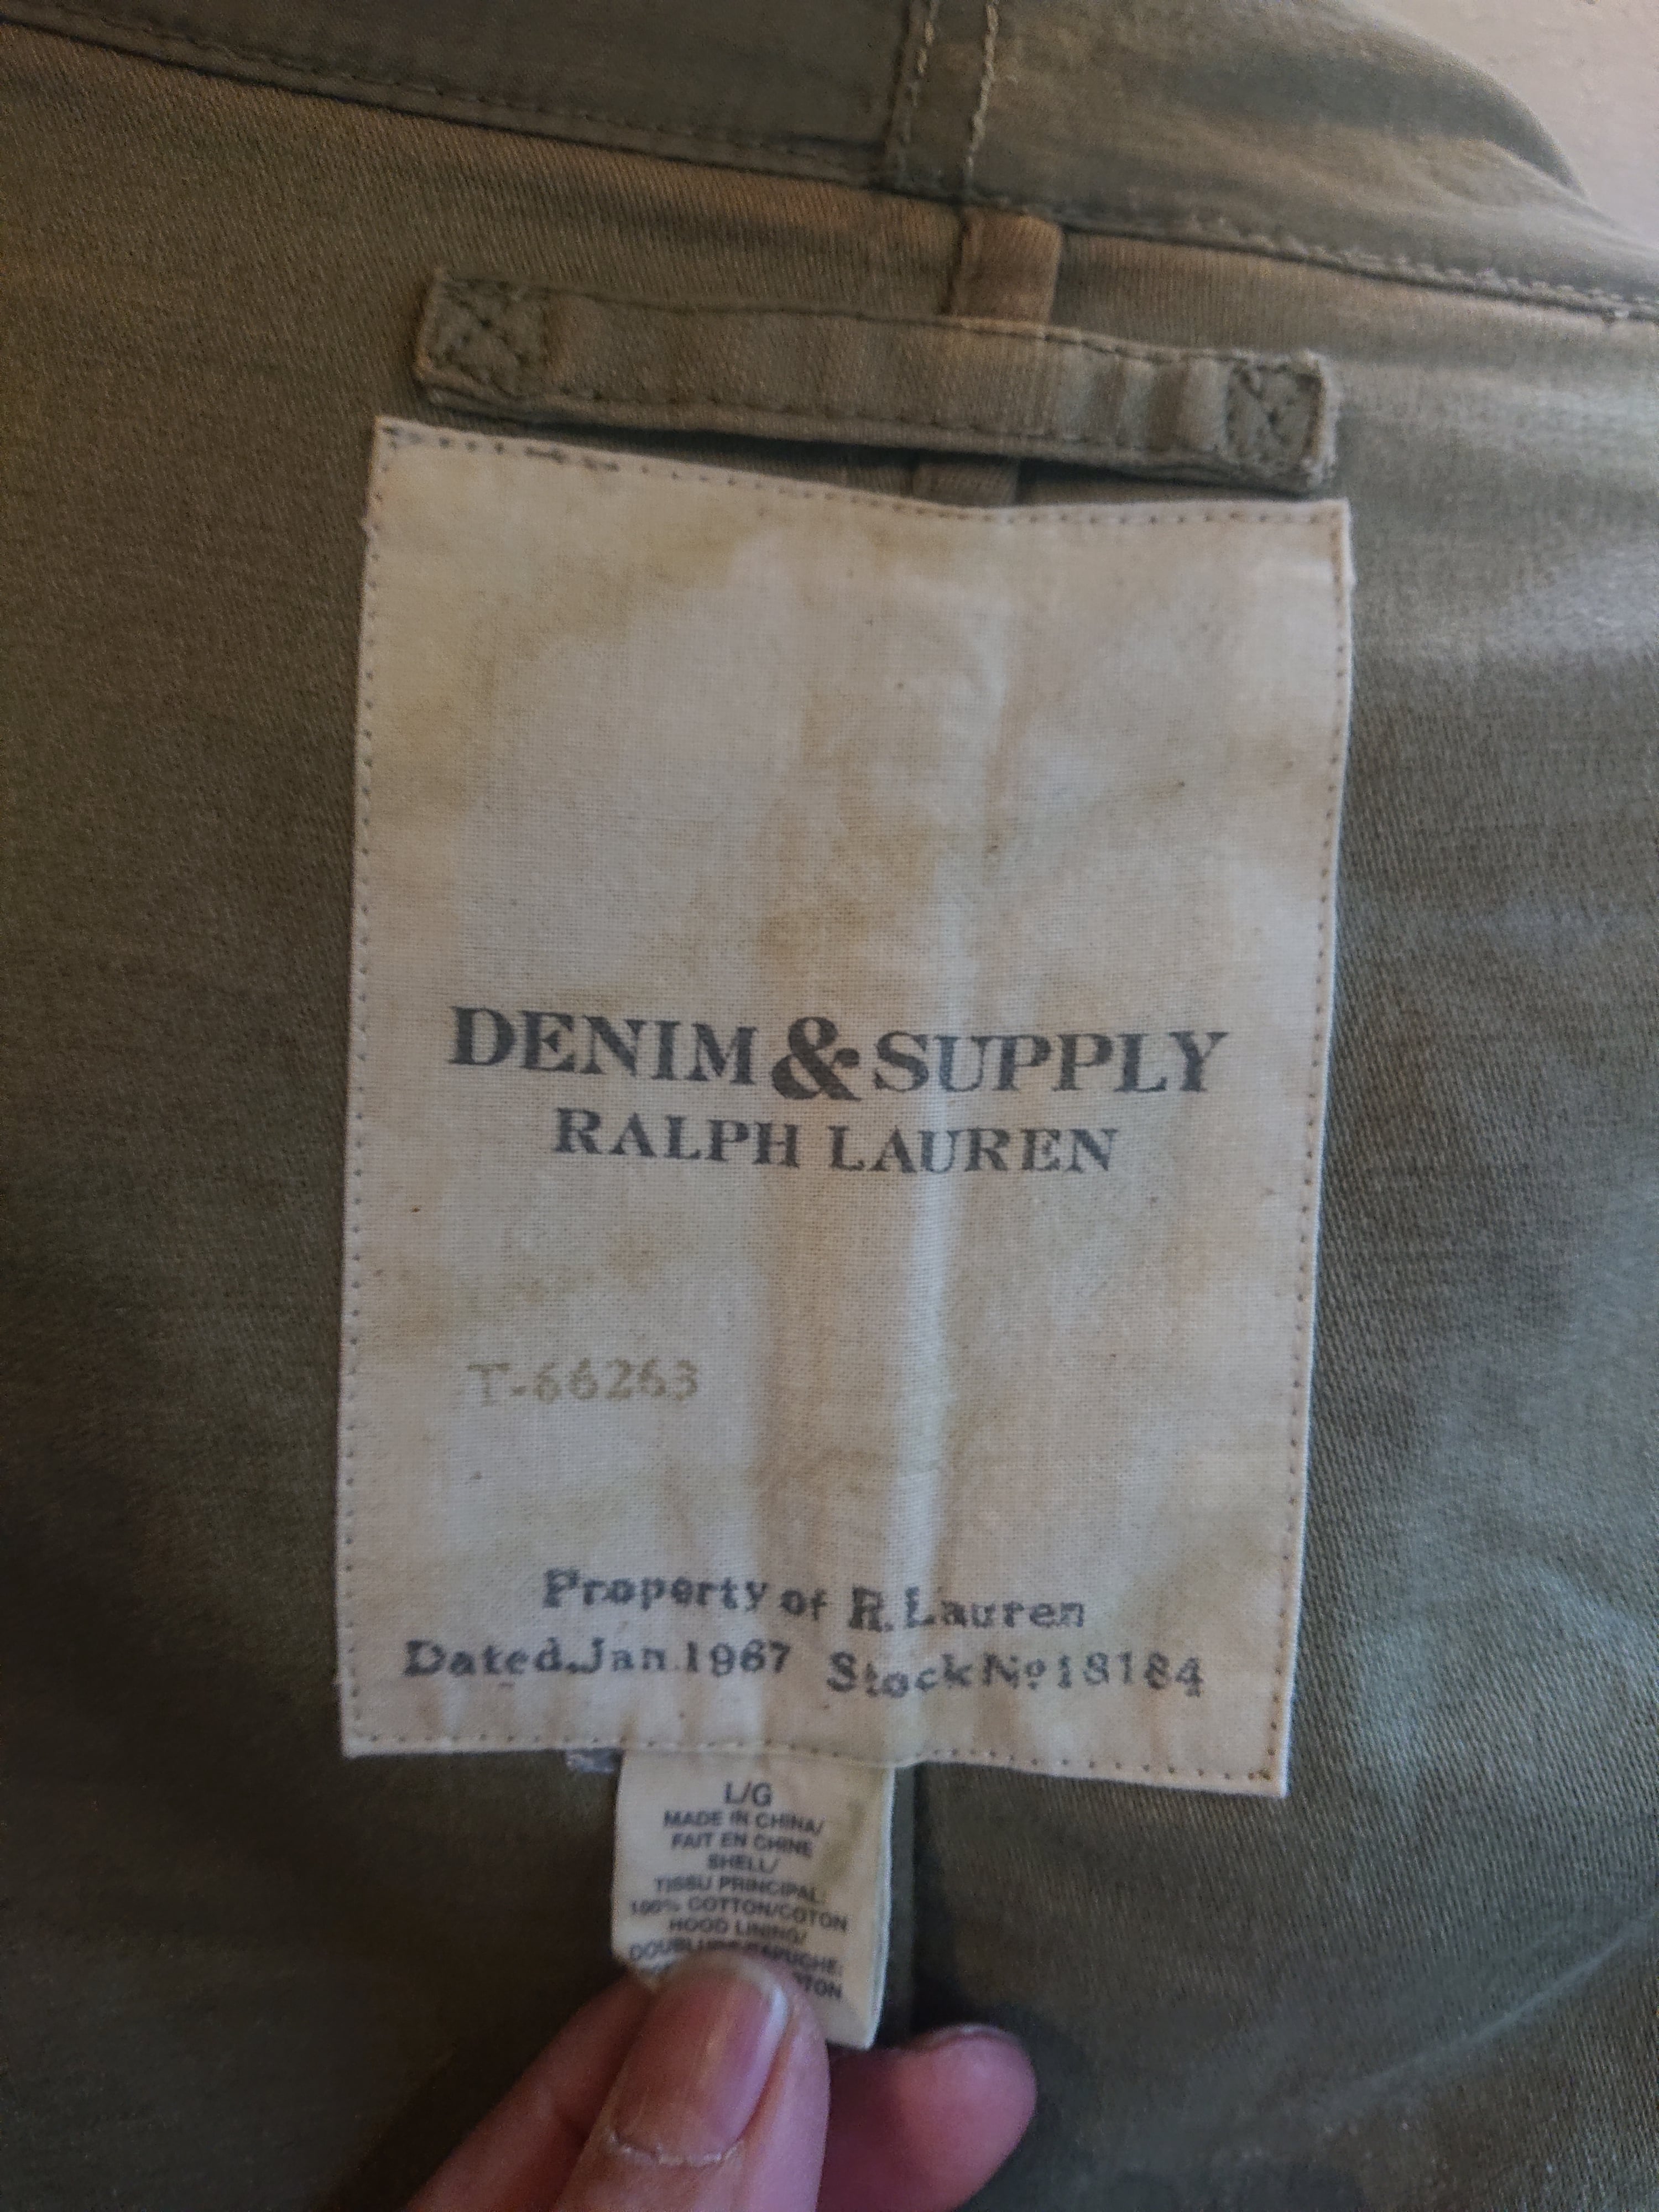 DENIM & SUPPLY
RALPH LAUREN
T-66263
Property of R. Lauren
Dated. Jan. 1967 Stock No 18184
L/G
MADE IN CHINA/
FAIT EN CHINE
SHELL/
TISSU PRINCIPAL:
100% COTTON/COTON
HOOD LINING/